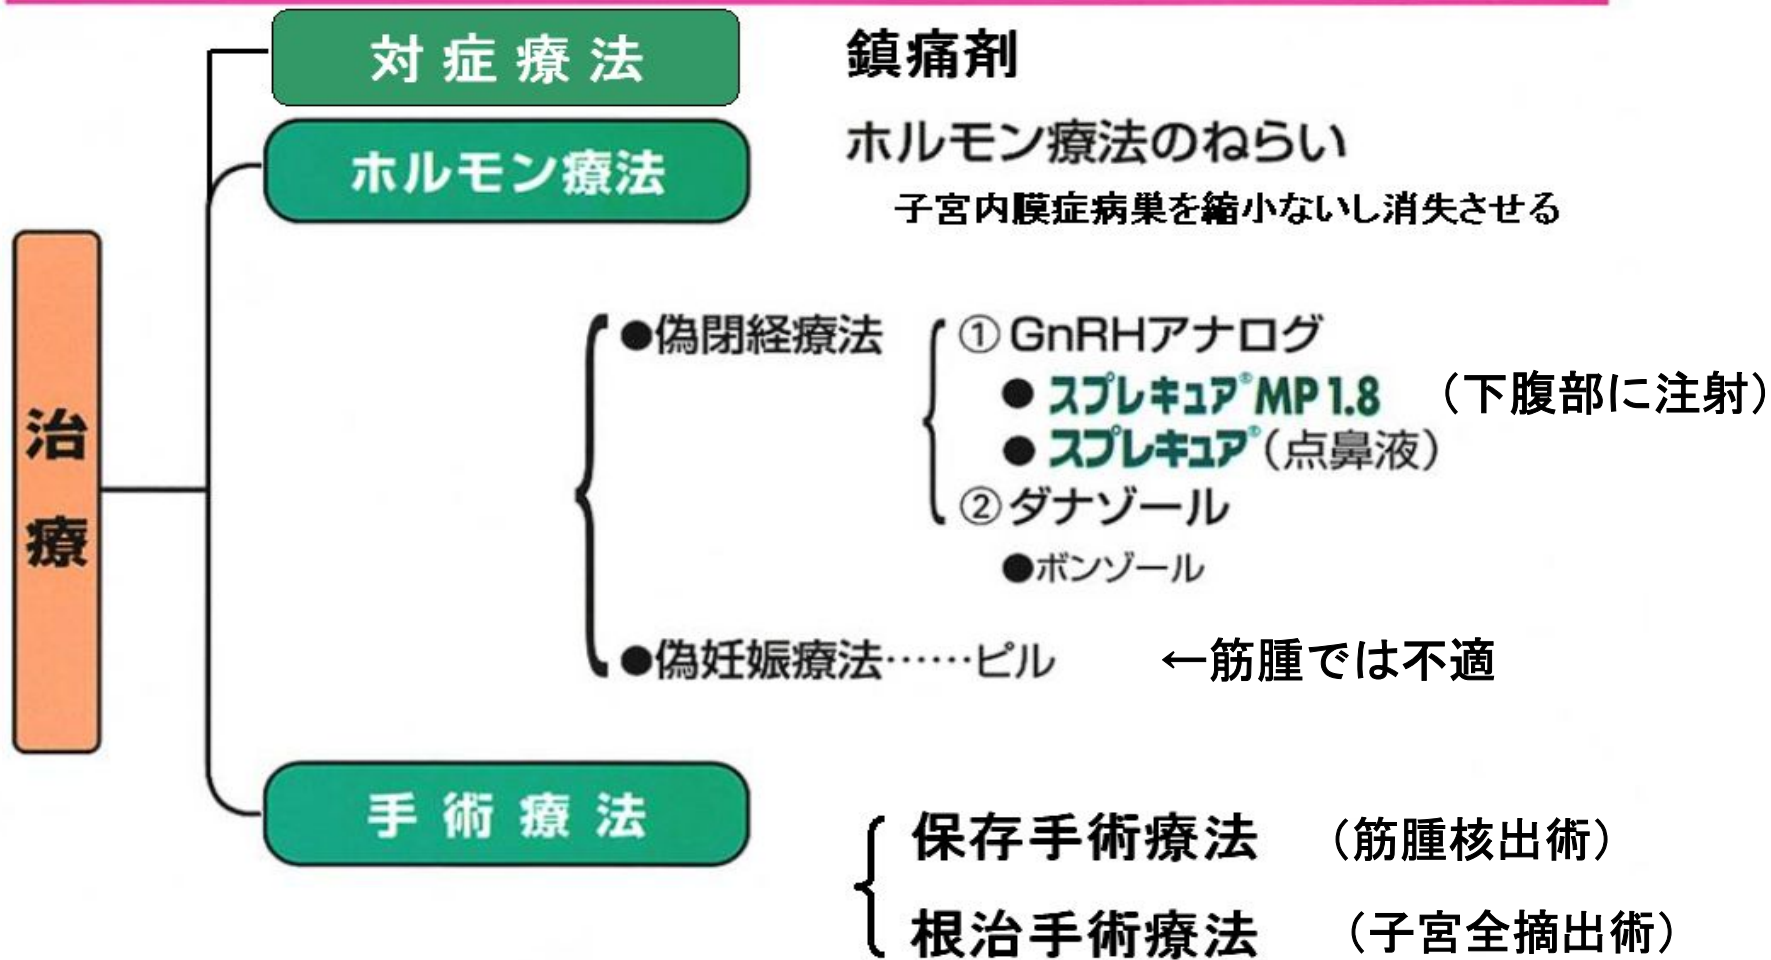 対症療法 鎮痛剤
ホルモン療法 ホルモン療法のねらい
子宮内膜症病巣を縮小ないし消失させる
治療
●偽閉経療法 ①GnRHアナログ
●スプレキュア®MP1.8 (下腹部に注射)
●スプレキュア®(点鼻液)
②ダナゾール
●ボンゾール
●偽妊娠療法……ピル ←筋腫では不適
手術療法
保存手術療法 (筋腫核出術)
根治手術療法 (子宮全摘出術)